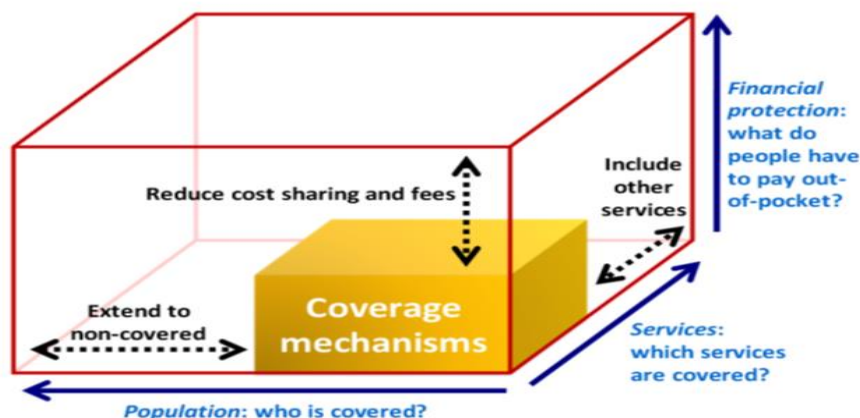 Financial
protection:
what do
people have
to pay out-
of-pocket?
Include
other
services
Reduce cost sharing and fees
Extend to
non-covered
Coverage
mechanisms
Services:
which services
are covered?
Population: who is covered?